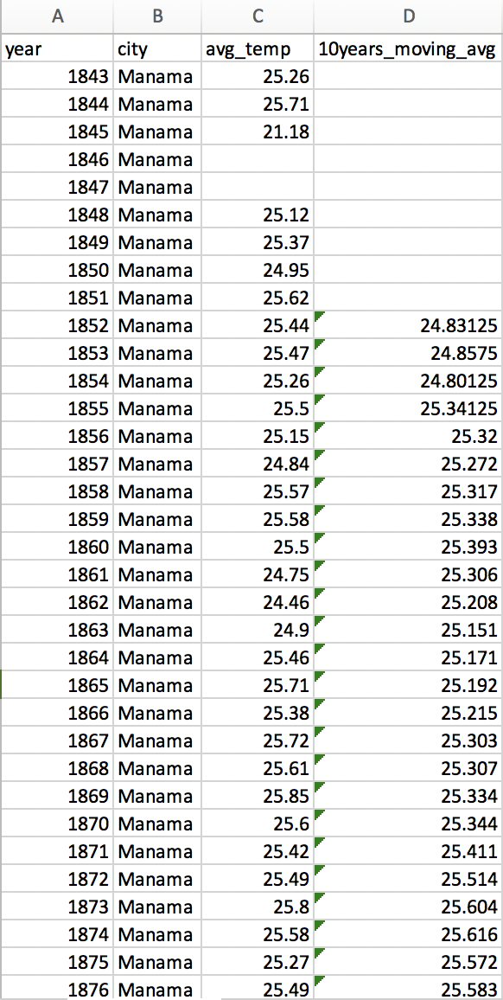 A B C D
year city avg_temp 10years_moving_avg
1843 Manama 25.26
1844 Manama 25.71
1845 Manama 21.18
1846 Manama
1847 Manama
1848 Manama 25.12
1849 Manama 25.37
1850 Manama 24.95
1851 Manama 25.62
1852 Manama 25.44 24.83125
1853 Manama 25.47 24.8575
1854 Manama 25.26 24.80125
1855 Manama 25.5 25.34125
1856 Manama 25.15 25.32
1857 Manama 24.84 25.272
1858 Manama 25.57 25.317
1859 Manama 25.58 25.338
1860 Manama 25.5 25.393
1861 Manama 24.75 25.306
1862 Manama 24.46 25.208
1863 Manama 24.9 25.151
1864 Manama 25.46 25.171
1865 Manama 25.71 25.192
1866 Manama 25.38 25.215
1867 Manama 25.72 25.303
1868 Manama 25.61 25.307
1869 Manama 25.85 25.334
1870 Manama 25.6 25.344
1871 Manama 25.42 25.411
1872 Manama 25.49 25.514
1873 Manama 25.8 25.604
1874 Manama 25.58 25.616
1875 Manama 25.27 25.572
1876 Manama 25.49 25.583